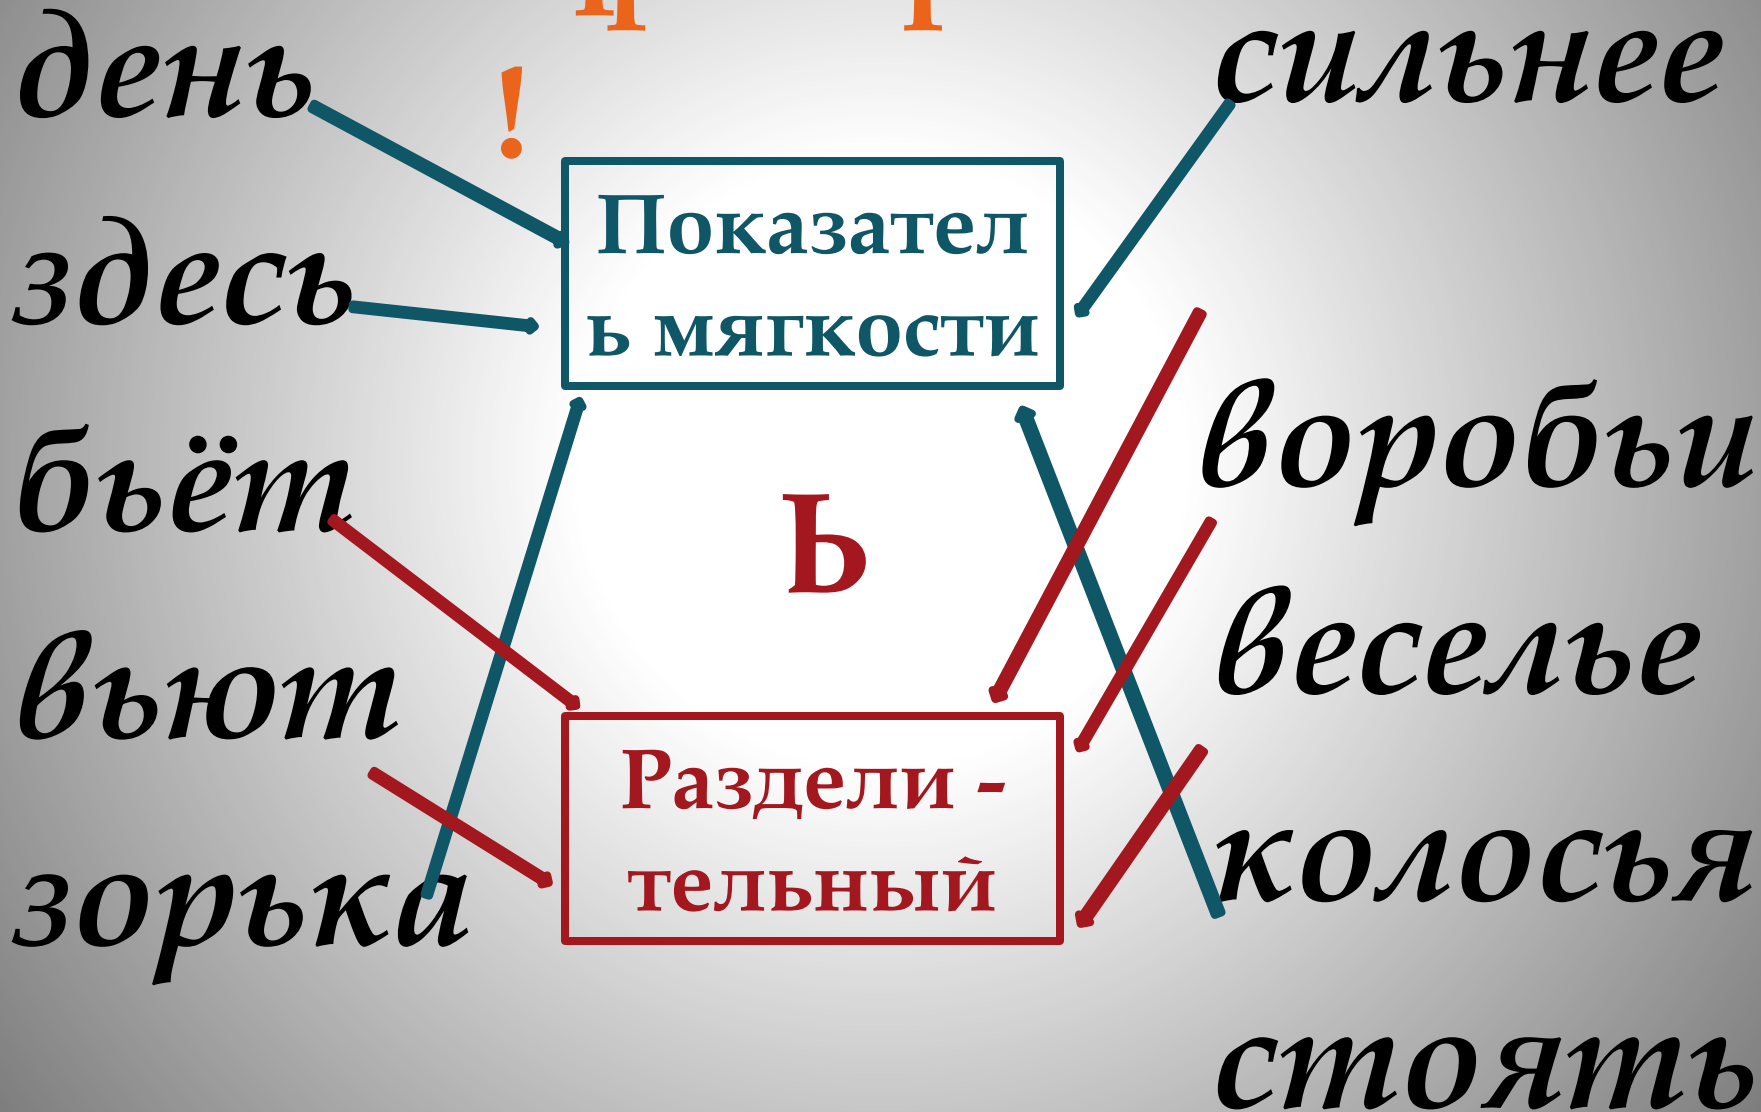 !
день
здесь
бьёт
вьют
зорька
Показател
ь мягкости
Ь
Раздели -
тельный
сильнее
воробьи
веселье
колосья
стоять